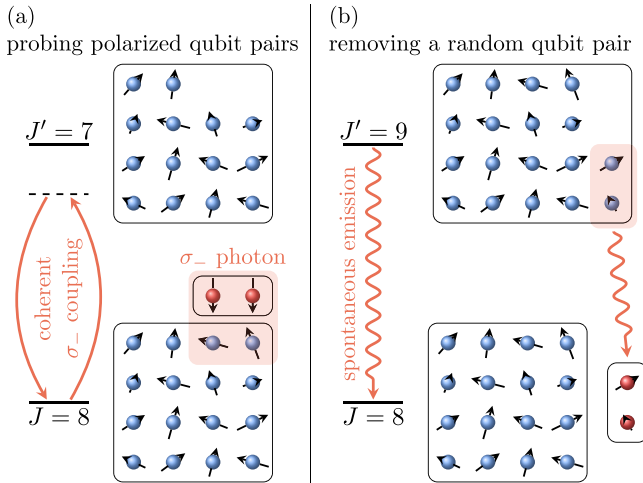 (a)
probing polarized qubit pairs
J′ = 7
coherent
σ₋ coupling
σ₋ photon
J = 8
(b)
removing a random qubit pair
J′ = 9
spontaneous emission
J = 8